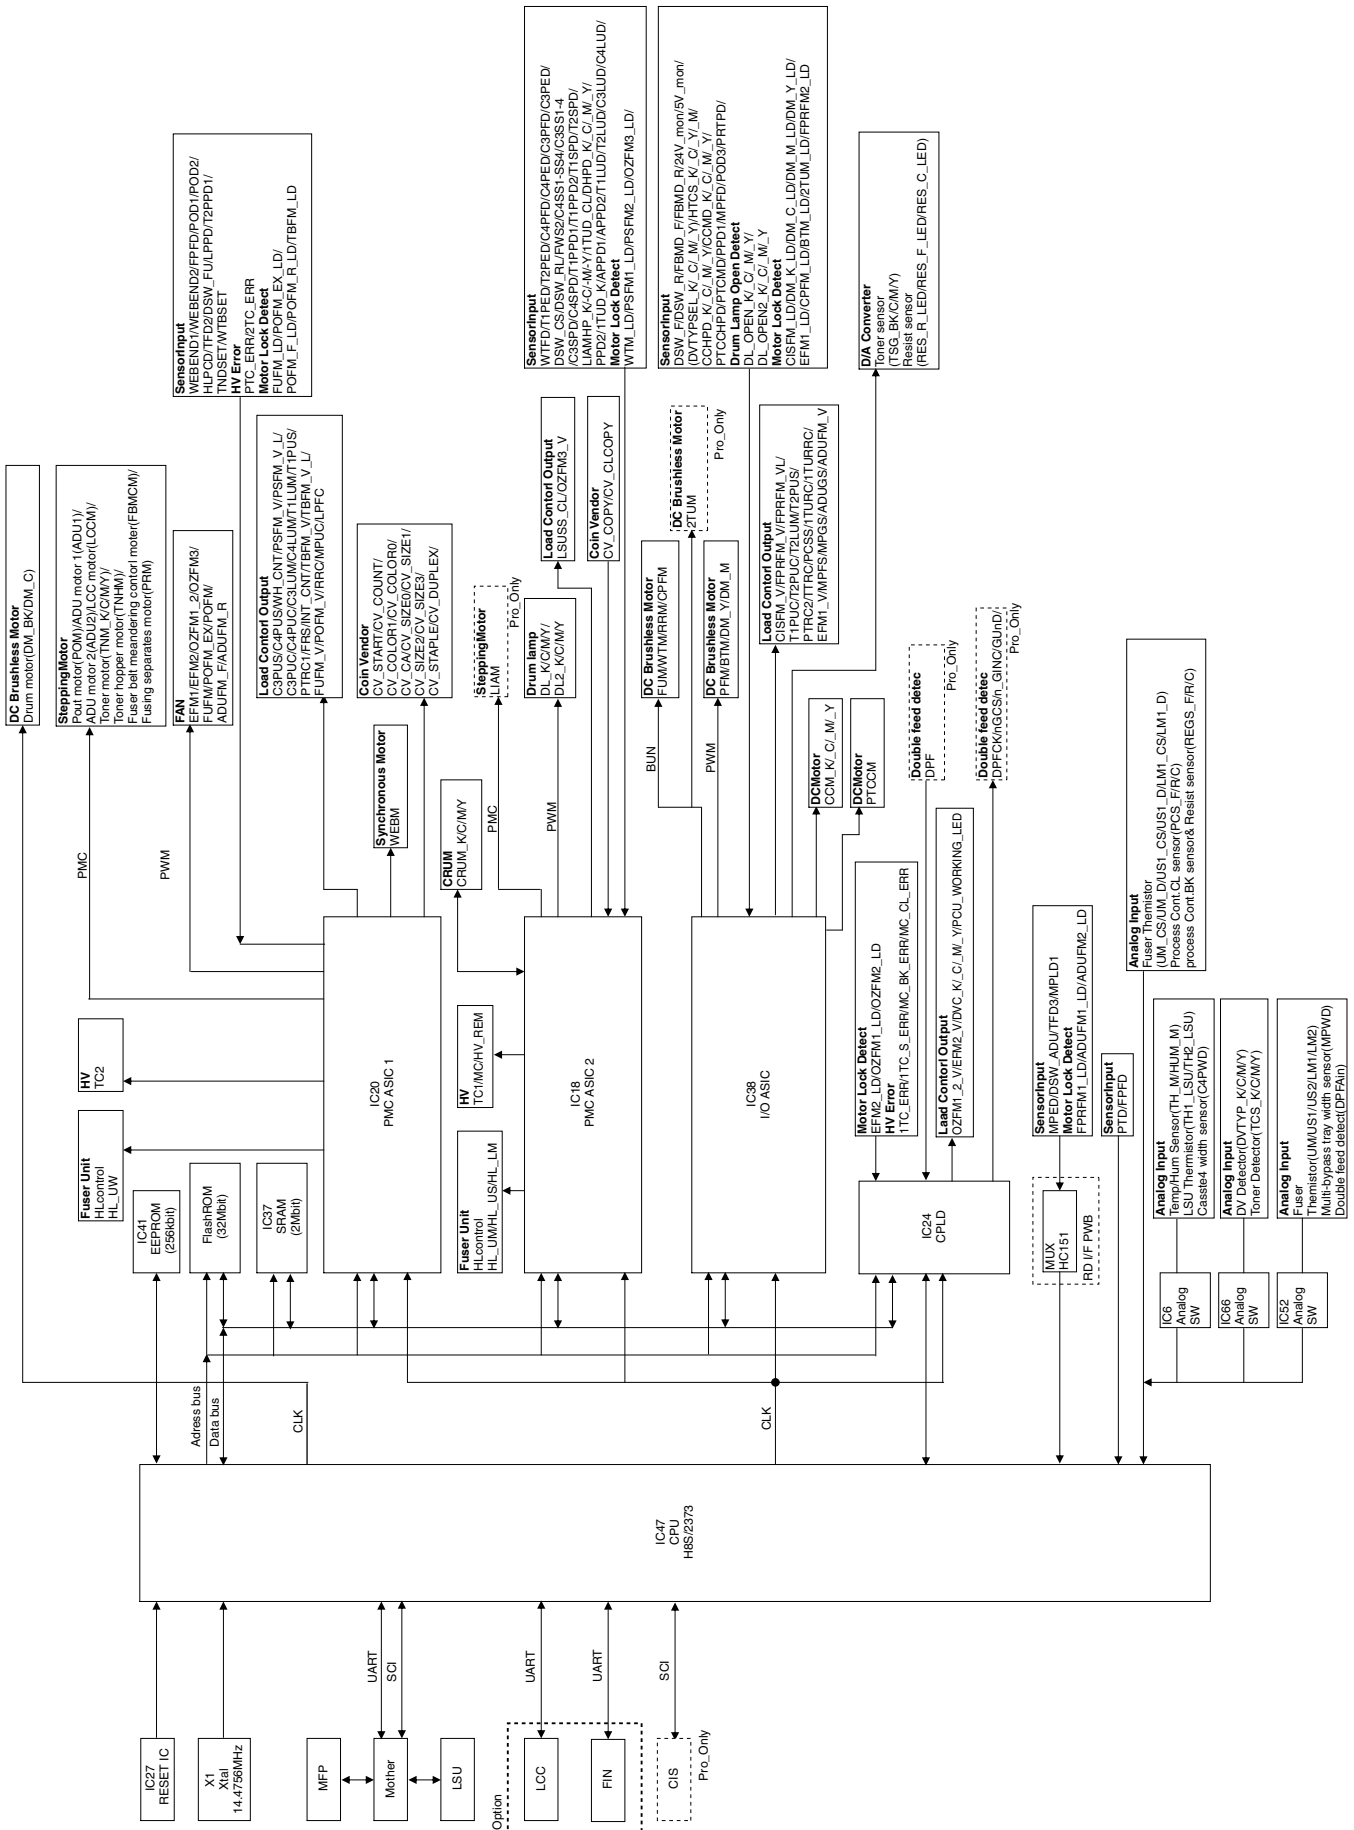 DC Brushless Motor
Drum motor(DM_BK/DM_C)
SteppingMotor
Pout motor(POM)/ADU motor 1(ADU1)/
ADU motor 2(ADU2)/LCC motor(LCCM)/
Toner motor(TNM_K/C/M/Y)/
Toner hopper motor(TNHM)/
Fuser belt meandering contorl moter(FBMCM)/
Fusing separates motor(PRM)
FAN
EFM1/EFM2/OZFM1_2/OZFM3/
FUFM/POFM_EX/POFM/
ADUFM_F/ADUFM_R
SensorInput
WEBEND1/WEBEND2/FPFD/POD1/POD2/
HLPCD/TFD2/DSW_FU/LPPD/T2PPD1/
TNDSET/WTBSET
HV Error
PTC_ERR/2TC_ERR
Motor Lock Detect
FUFM_LD/POFM_EX_LD/
POFM_F_LD/POFM_R_LD/TBFM_LD
Load Contorl Output
C3PUS/C4PUS/WH_CNT/PSFM_V/PSFM_V_L/
C3PUC/C4PUC/C3LUM/C4LUM/T1LUM/T1PUS/
PTRC1/FRS/INT_CNT/TBFM_V/TBFM_V_L/
FUFM_V/POFM_V/RRC/MPUC/LPFC
Coin Vendor
CV_START/CV_COUNT/
CV_COLOR1/CV_COLOR0/
CV_CA/CV_SIZE0/CV_SIZE1/
CV_SIZE2/CV_SIZE3/
CV_STAPLE/CV_DUPLEX/
Synchronous Motor
WEBM
CRUM
CRUM_K/C/M/Y
SteppingMotor
LIAM
Pro_Only
Drum lamp
DL_K/C/M/Y/
DL2_K/C/M/Y
Load Contorl Output
LSUSS_CL/OZFM3_V
Coin Vendor
CV_COPY/CV_CLCOPY
SensorInput
WTFD/T1PED/T2PED/C4PFD/C4PED/C3PFD/C3PED/
DSW_CS/DSW_RL/FWS2/C4SS1-SS4/C3SS1-4
/C3SPD/C4SPD/T1PPD1/T1PPD2/T1SPD/T2SPD/
LIAMHP_K/-C/-M/-Y/1TUD_CL/DHPD_K/_C/_M/_Y/
PPD2/1TUD_K/APPD1/APPD2/T1LUD/T2LUD/C3LUD/C4LUD/
Motor Lock Detect
WTM_LD/PSFM1_LD/PSFM2_LD/OZFM3_LD/
DC Brushless Motor
FUM/WTM/RRM/CPFM
DC Brushless Motor
2TUM
Pro_Only
DC Brushless Motor
PFM/BTM/DM_Y/DM_M
SensorInput
DSW_F/DSW_R/FBMD_F/FBMD_R/24V_mon/5V_mon/
(DVTYPSEL_K/_C/_M/_Y)/HTCS_K/_C/_Y/_M/
CCHPD_K/_C/_M/_Y/CCMD_K/_C/_M/_Y/
PTCCHPD/PTCMD/PPD1/MPFD/POD3/PRTPD/
Drum Lamp Open Detect
DL_OPEN_K/_C/_M/_Y/
DL_OPEN2_K/_C/_M/_Y
Motor Lock Detect
CISFM_LD/DM_K_LD/DM_C_LD/DM_M_LD/DM_Y_LD/
EFM1_LD/CPFM_LD/BTM_LD/2TUM_LD/FPRFM2_LD
Load Contorl Output
CISFM_V/FPRFM_V/FPRFM_VL/
T1PUC/T2PUC/T2LUM/T2PUS/
PTRC2/TTRC/PCSS/1TURC/1TURRC/
EFM1_V/MPFS/MPGS/ADUGS/ADUFM_V
D/A Converter
Toner sensor
(TSG_BK/C/M/Y)
Resist sensor
(RES_R_LED/RES_F_LED/RES_C_LED)
DCMotor
CCM_K/_C/_M/_Y
DCMotor
PTCCM
Double feed detec
DPF
Pro_Only
Double feed detec
DPFCK/nGCS/n_GINC/GUnD/
Pro_Only
PMC
PWM
PMC
PWM
BUN
PWM
HV
TC2
Fuser Unit
HLcontrol
HL_UW
IC41
EEPROM
(256kbit)
FlashROM
(32Mbit)
IC37
SRAM
(2Mbit)
IC20
PMC ASIC 1
HV
TC1/MC/HV_REM
Fuser Unit
HLcontrol
HL_UM/HL_US/HL_LM
IC18
PMC ASIC 2
IC38
I/O ASIC
Motor Lock Detect
EFM2_LD/OZFM1_LD/OZFM2_LD
HV Error
1TC_ERR/1TC_S_ERR/MC_BK_ERR/MC_CL_ERR
Laad Contorl Output
OZFM1_2_V/EFM2_V/DVC_K/_C/_M/_Y/PCU_WORKING_LED
IC24
CPLD
SensorInput
MPED/DSW_ADU/TFD3/MPLD1
Motor Lock Detect
FPRFM1_LD/ADUFM1_LD/ADUFM2_LD
MUX
HC151
RD I/F PWB
SensorInput
PTD/FPFD
Analog Input
Fuser Thermistor
(UM_CS/UM_D/US1_CS/US1_D/LM1_CS/LM1_D)
Process Cont.CL sensor(PCS_F/R/C)
process Cont.BK sensor& Resist sensor(REGS_F/R/C)
Analog Input
Temp/Hum Sensor(TH_M/HUM_M)
LSU Thermistor(TH1_LSU/TH2_LSU)
Casste4 width sensor(C4PWD)
Analog Input
DV Detector(DVTYP_K/C/M/Y)
Toner Detector(TCS_K/C/M/Y)
Analog Input
Fuser
Themistor(UM/US1/US2/LM1/LM2)
Multi-bypass tray width sensor(MPWD)
Double feed detect(DPFAin)
IC6
Analog
SW
IC66
Analog
SW
IC52
Analog
SW
Adress bus
Data bus
CLK
CLK
IC47
CPU
H8S/2373
IC27
RESET IC
X1
Xtal
14.4756MHz
MFP
Mother
LSU
UART
SCI
Option
LCC
UART
FIN
UART
CIS
SCI
Pro_Only